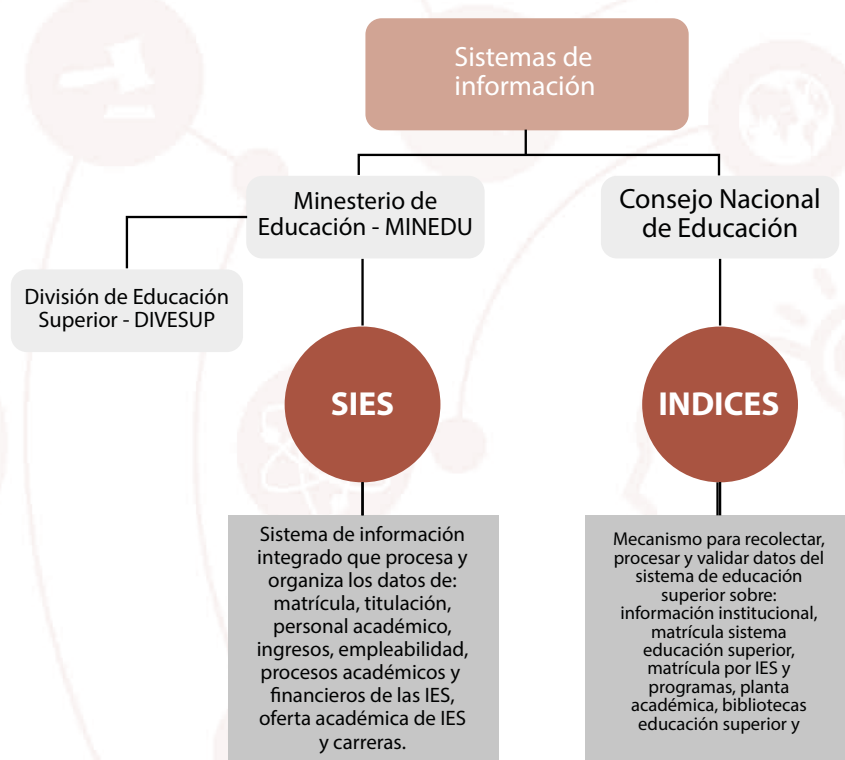 Sistemas de
información
Minesterio de
Educación - MINEDU
Consejo Nacional
de Educación
División de Educación
Superior - DIVESUP
SIES
INDICES
Sistema de información
integrado que procesa y
organiza los datos de:
matrícula, titulación,
personal académico,
ingresos, empleabilidad,
procesos académicos y
financieros de las IES,
oferta académica de IES
y carreras.
Mecanismo para recolectar,
procesar y validar datos del
sistema de educación
superior sobre:
información institucional,
matrícula sistema
educación superior,
matrícula por IES y
programas, planta
académica, bibliotecas
educación superior y